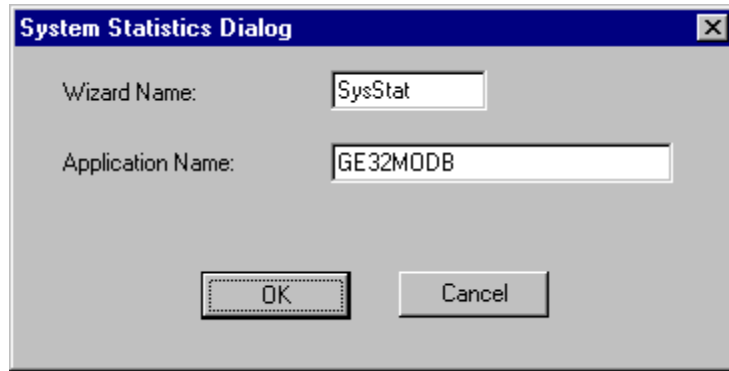 System Statistics Dialog
Wizard Name: SysStat
Application Name: GE32MODB
OK Cancel